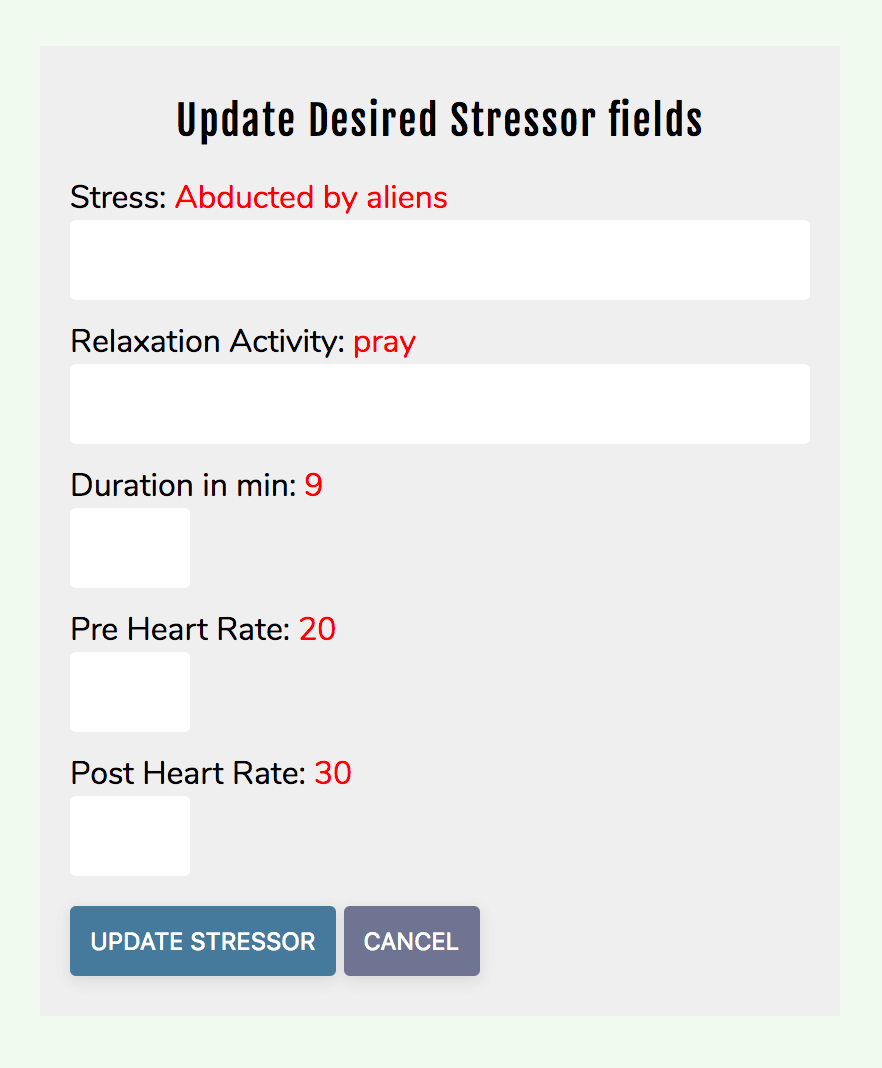 Update Desired Stressor fields
Stress: Abducted by aliens
Relaxation Activity: pray
Duration in min: 9
Pre Heart Rate: 20
Post Heart Rate: 30
UPDATE STRESSOR CANCEL